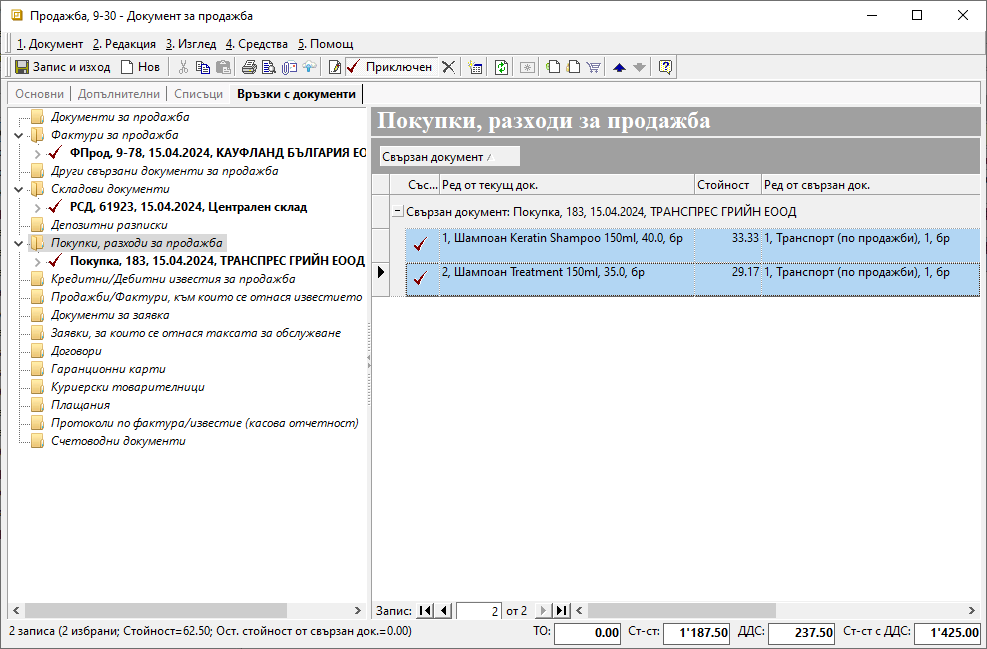 Продажба, 9-30 - Документ за продажба
1. Документ 2. Редакция 3. Изглед 4. Средства 5. Помощ
Запис и изход Нов Приключен
Основни Допълнителни Списъци Връзки с документи
Документи за продажба
Фактури за продажба
ФПрод, 9-78, 15.04.2024, КАУФЛАНД БЪЛГАРИЯ ЕО
Други свързани документи за продажба
Складови документи
РСД, 61923, 15.04.2024, Централен склад
Депозитни разписки
Покупки, разходи за продажба
Покупка, 183, 15.04.2024, ТРАНСПРЕС ГРИЙН ЕООД
Кредитни/Дебитни известия за продажба
Продажби/Фактури, към които се отнася известието
Документи за заявка
Заявки, за които се отнася таксата за обслужване
Договори
Гаранционни карти
Куриерски товарителници
Плащания
Протоколи по фактура/известие (касова отчетност)
Счетоводни документи
Покупки, разходи за продажба
Свързан документ
Със... Ред от текущ док. Стойност Ред от свързан док.
Свързан документ: Покупка, 183, 15.04.2024, ТРАНСПРЕС ГРИЙН ЕООД
1, Шампоан Keratin Shampoo 150ml, 40.0, бр 33.33 1, Транспорт (по продажби), 1, бр
2, Шампоан Treatment 150ml, 35.0, бр 29.17 1, Транспорт (по продажби), 1, бр
Запис: 2 от 2
2 записа (2 избрани; Стойност=62.50; Ост. стойност от свързан док.=0.00)
ТО: 0.00 Ст-ст: 1'187.50 ДДС: 237.50 Ст-ст с ДДС: 1'425.00